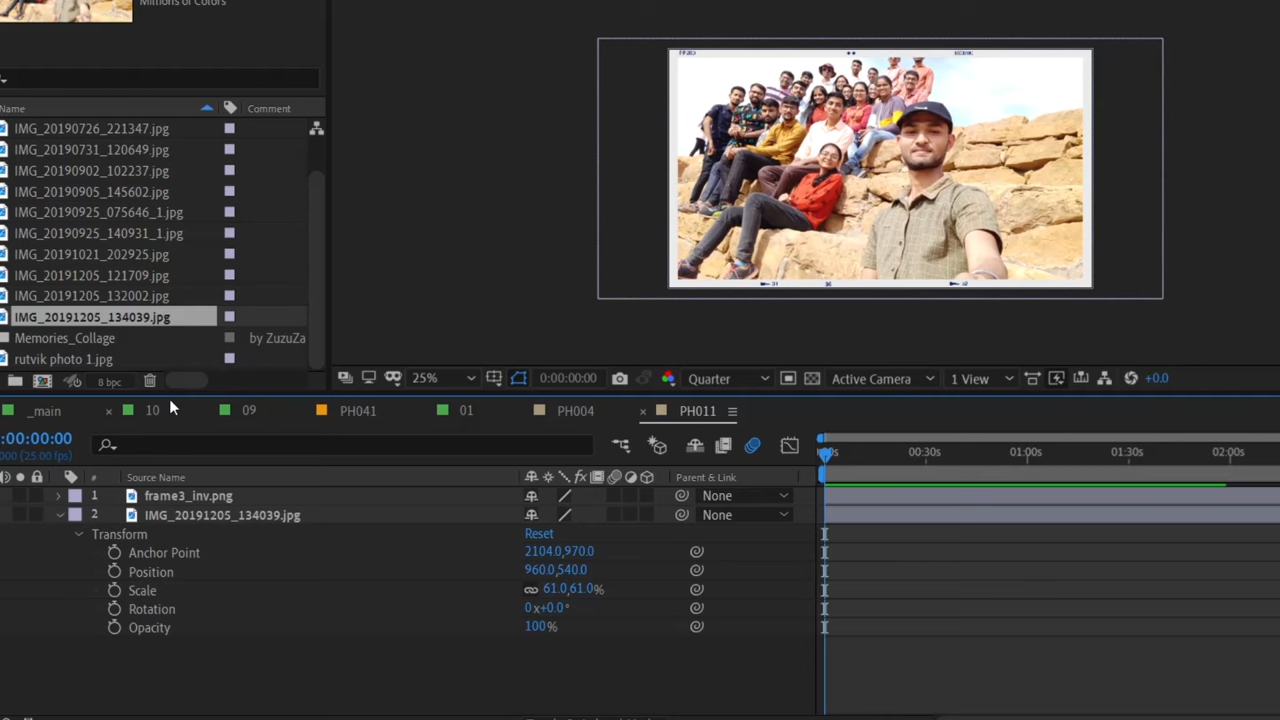 Millions of Colors
Name Comment
IMG_20190726_221347.jpg
IMG_20190731_120649.jpg
IMG_20190902_102237.jpg
IMG_20190905_145602.jpg
IMG_20190925_075646_1.jpg
IMG_20190925_140931_1.jpg
IMG_20191021_202925.jpg
IMG_20191205_121709.jpg
IMG_20191205_132002.jpg
IMG_20191205_134039.jpg
Memories_Collage by ZuzuZa
rutvik photo 1.jpg
8 bpc
25% 0:00:00:00 Quarter Active Camera 1 View +0.0
_main × 10 09 PH041 01 PH004 × PH011
:00:00:00
000 (25.00 fps)
00:30s 01:00s 01:30s 02:00s
# Source Name fx Parent & Link
1 frame3_inv.png None
2 IMG_20191205_134039.jpg None
Transform Reset
Anchor Point 2104.0,970.0
Position 960.0,540.0
Scale 61.0,61.0%
Rotation 0x+0.0°
Opacity 100%